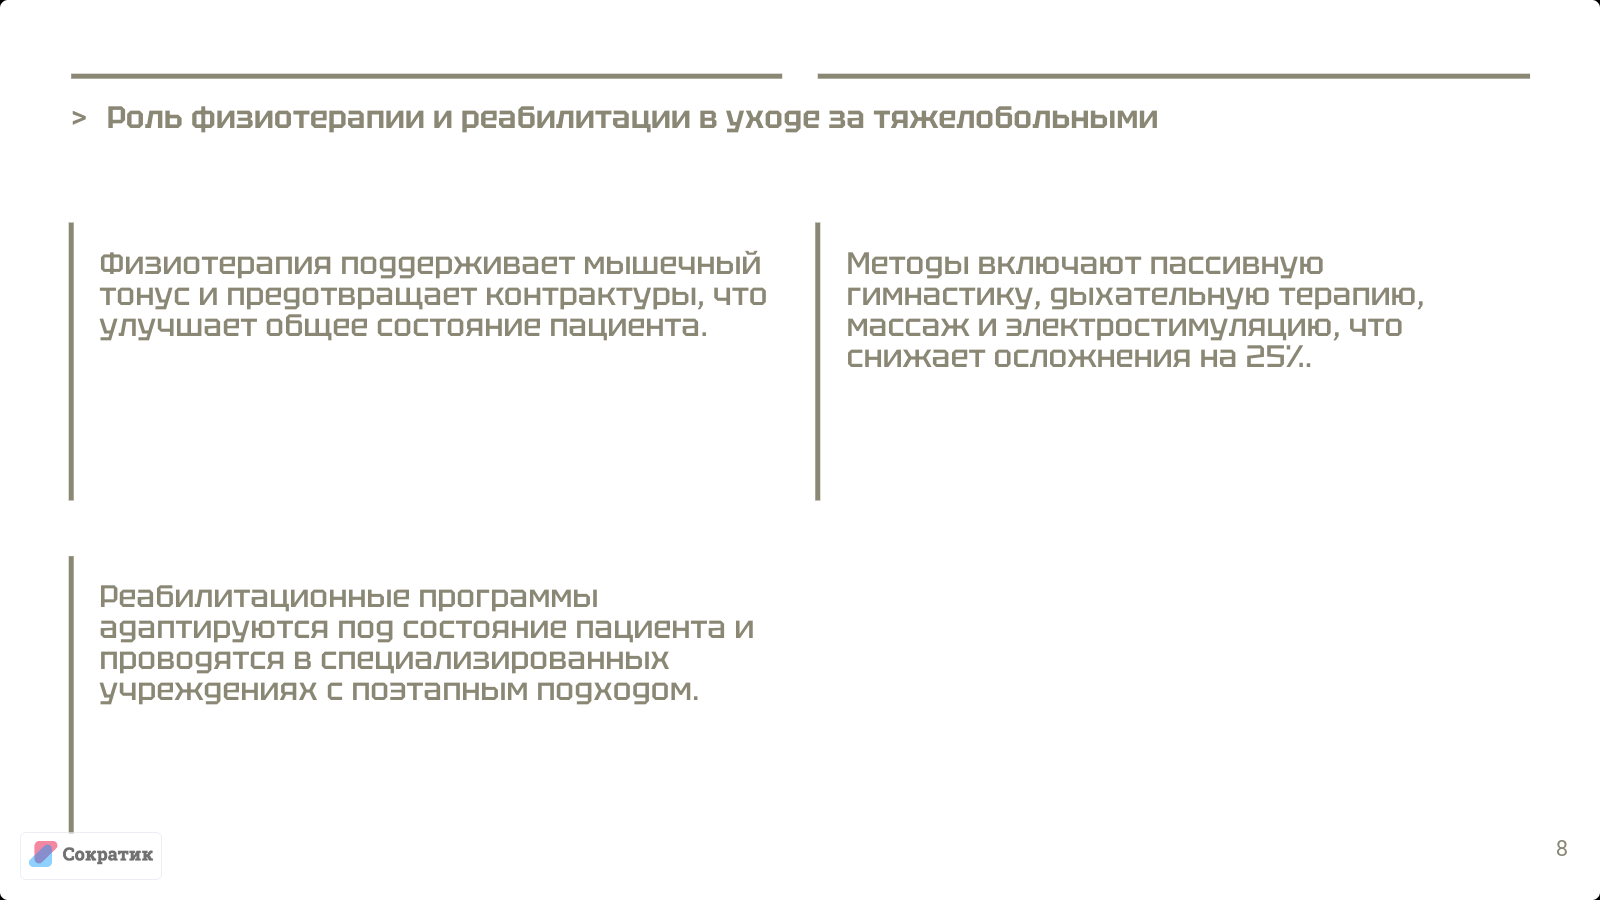 > Роль физиотерапии и реабилитации в уходе за тяжелобольными
Физиотерапия поддерживает мышечный
тонус и предотвращает контрактуры, что
улучшает общее состояние пациента.
Методы включают пассивную
гимнастику, дыхательную терапию,
массаж и электростимуляцию, что
снижает осложнения на 25%.
Реабилитационные программы
адаптируются под состояние пациента и
проводятся в специализированных
учреждениях с поэтапным подходом.
Сократик
8